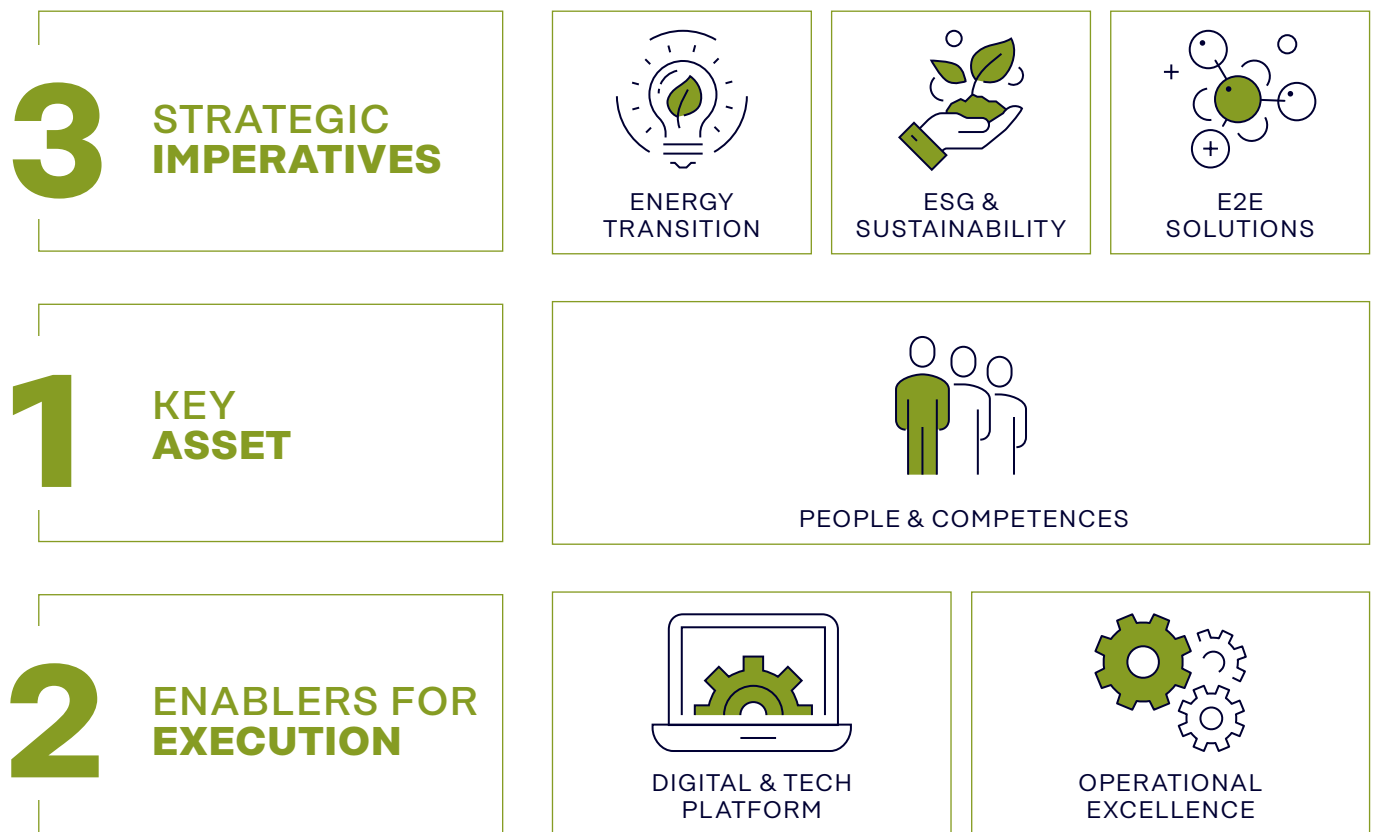 3
STRATEGIC
IMPERATIVES
ENERGY
TRANSITION
ESG &
SUSTAINABILITY
E2E
SOLUTIONS
1
KEY
ASSET
PEOPLE & COMPETENCES
2
ENABLERS FOR
EXECUTION
DIGITAL & TECH
PLATFORM
OPERATIONAL
EXCELLENCE